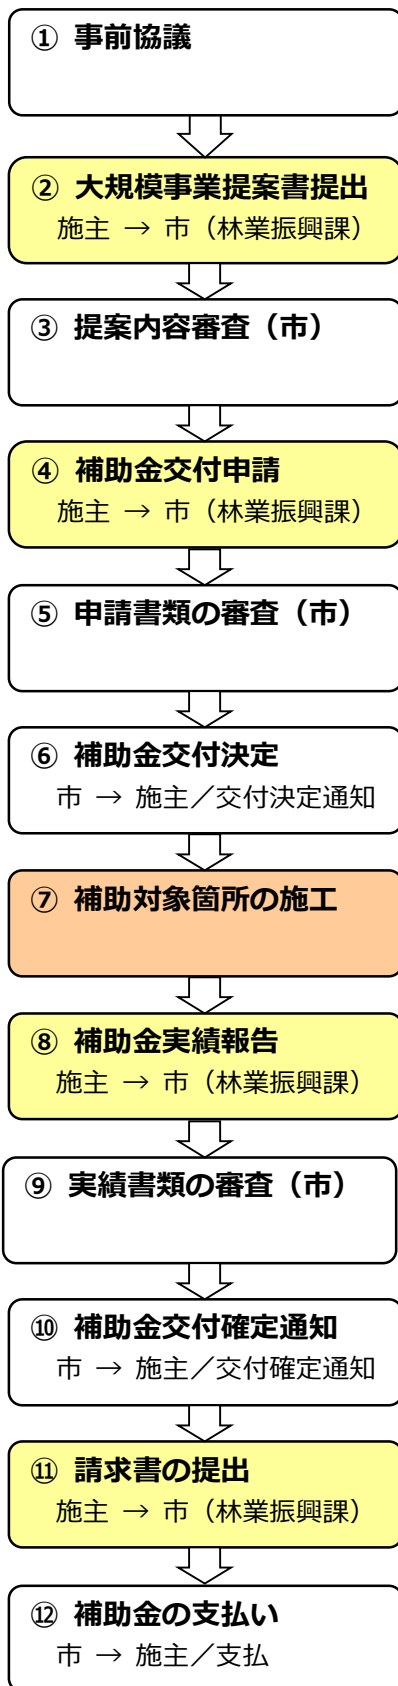 ① 事前協議
② 大規模事業提案書提出
施主 → 市（林業振興課）
③ 提案内容審査（市）
④ 補助金交付申請
施主 → 市（林業振興課）
⑤ 申請書類の審査（市）
⑥ 補助金交付決定
市 → 施主／交付決定通知
⑦ 補助対象箇所の施工
⑧ 補助金実績報告
施主 → 市（林業振興課）
⑨ 実績書類の審査（市）
⑩ 補助金交付確定通知
市 → 施主／交付確定通知
⑪ 請求書の提出
施主 → 市（林業振興課）
⑫ 補助金の支払い
市 → 施主／支払